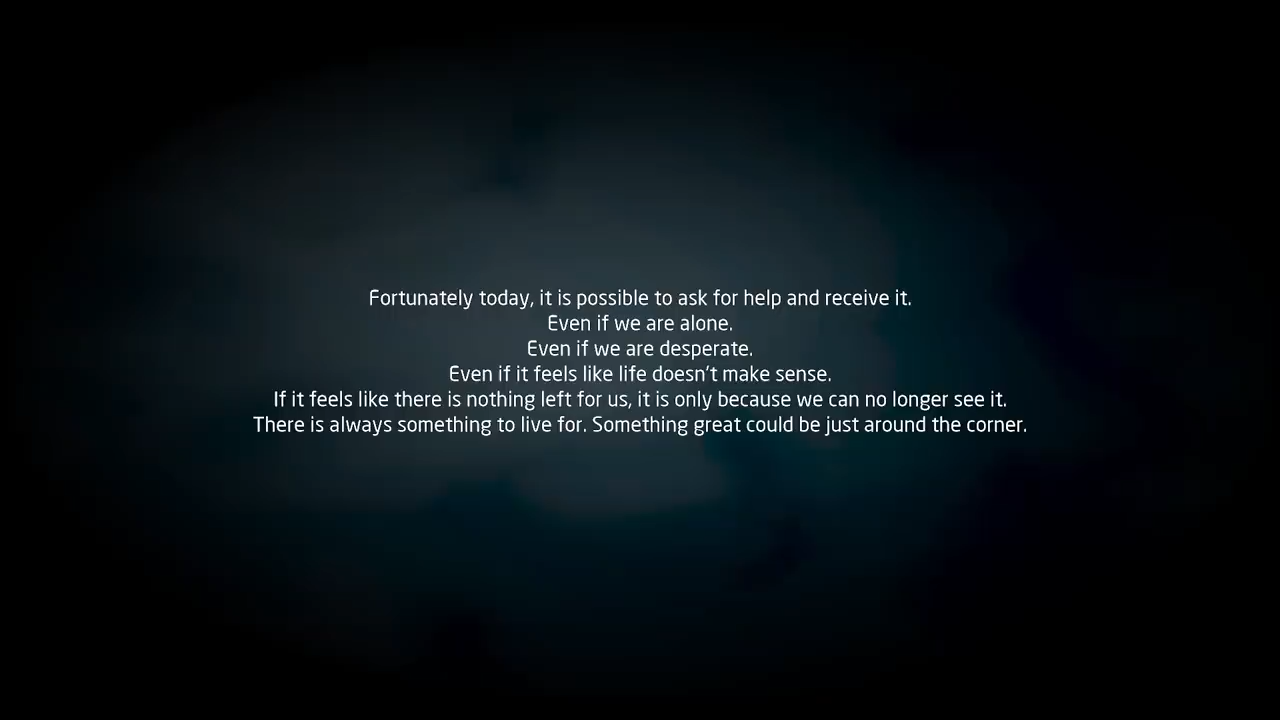 Fortunately today, it is possible to ask for help and receive it.
Even if we are alone.
Even if we are desperate.
Even if it feels like life doesn't make sense.
If it feels like there is nothing left for us, it is only because we can no longer see it.
There is always something to live for. Something great could be just around the corner.